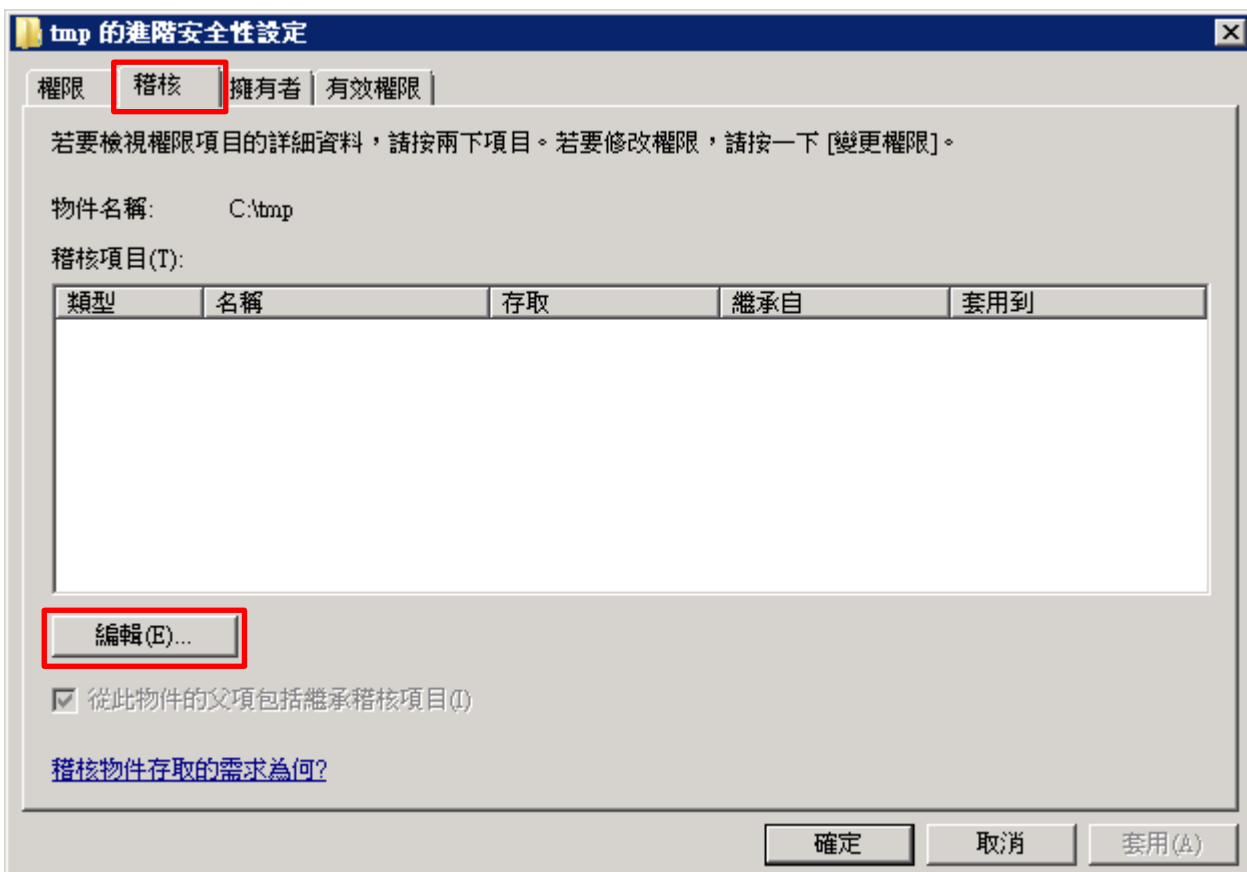 tmp 的進階安全性設定
權限 稽核 擁有者 有效權限
若要檢視權限項目的詳細資料，請按兩下項目。若要修改權限，請按一下 [變更權限]。
物件名稱: C:\tmp
稽核項目(T):
類型 名稱 存取 繼承自 套用到
編輯(E)...
從此物件的父項包括繼承稽核項目(I)
稽核物件存取的需求為何?
確定 取消 套用(A)